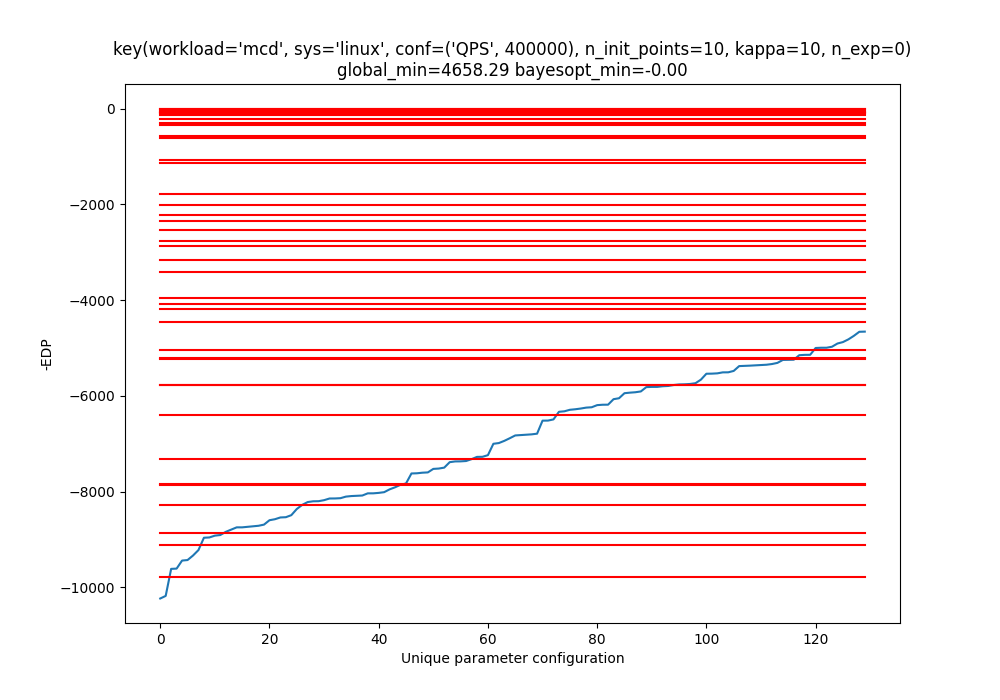 key(workload='mcd', sys='linux', conf=('QPS', 400000), n_init_points=10, kappa=10, n_exp=0)
global_min=4658.29 bayesopt_min=-0.00
0
−2000
−4000
−6000
−8000
−10000
-EDP
0 20 40 60 80 100 120
Unique parameter configuration